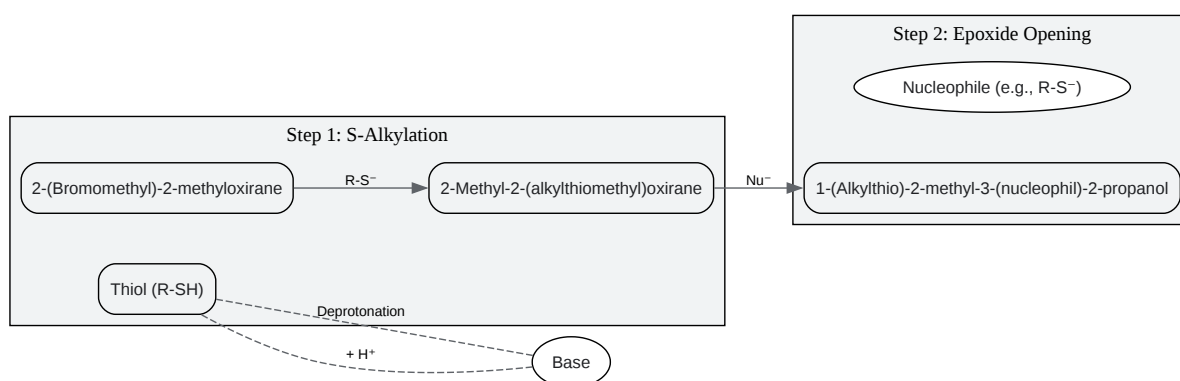 Step 2: Epoxide Opening
Nucleophile (e.g., R-S⁻)
Step 1: S-Alkylation
2-(Bromomethyl)-2-methyloxirane
R-S⁻
2-Methyl-2-(alkylthiomethyl)oxirane
Nu⁻
1-(Alkylthio)-2-methyl-3-(nucleophil)-2-propanol
Thiol (R-SH)
Deprotonation
+ H⁺
Base